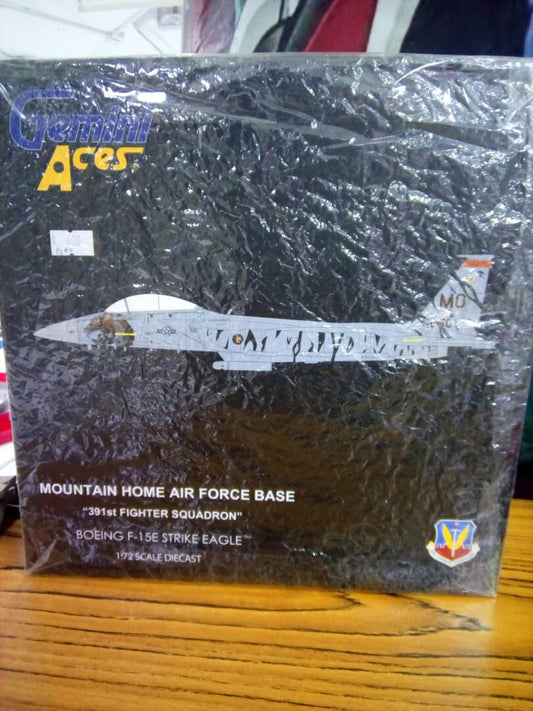 Gemini
Aces
MO
MOUNTAIN HOME AIR FORCE BASE
"391st FIGHTER SQUADRON"
BOEING F-15E STRIKE EAGLE™
1:72 SCALE DIECAST